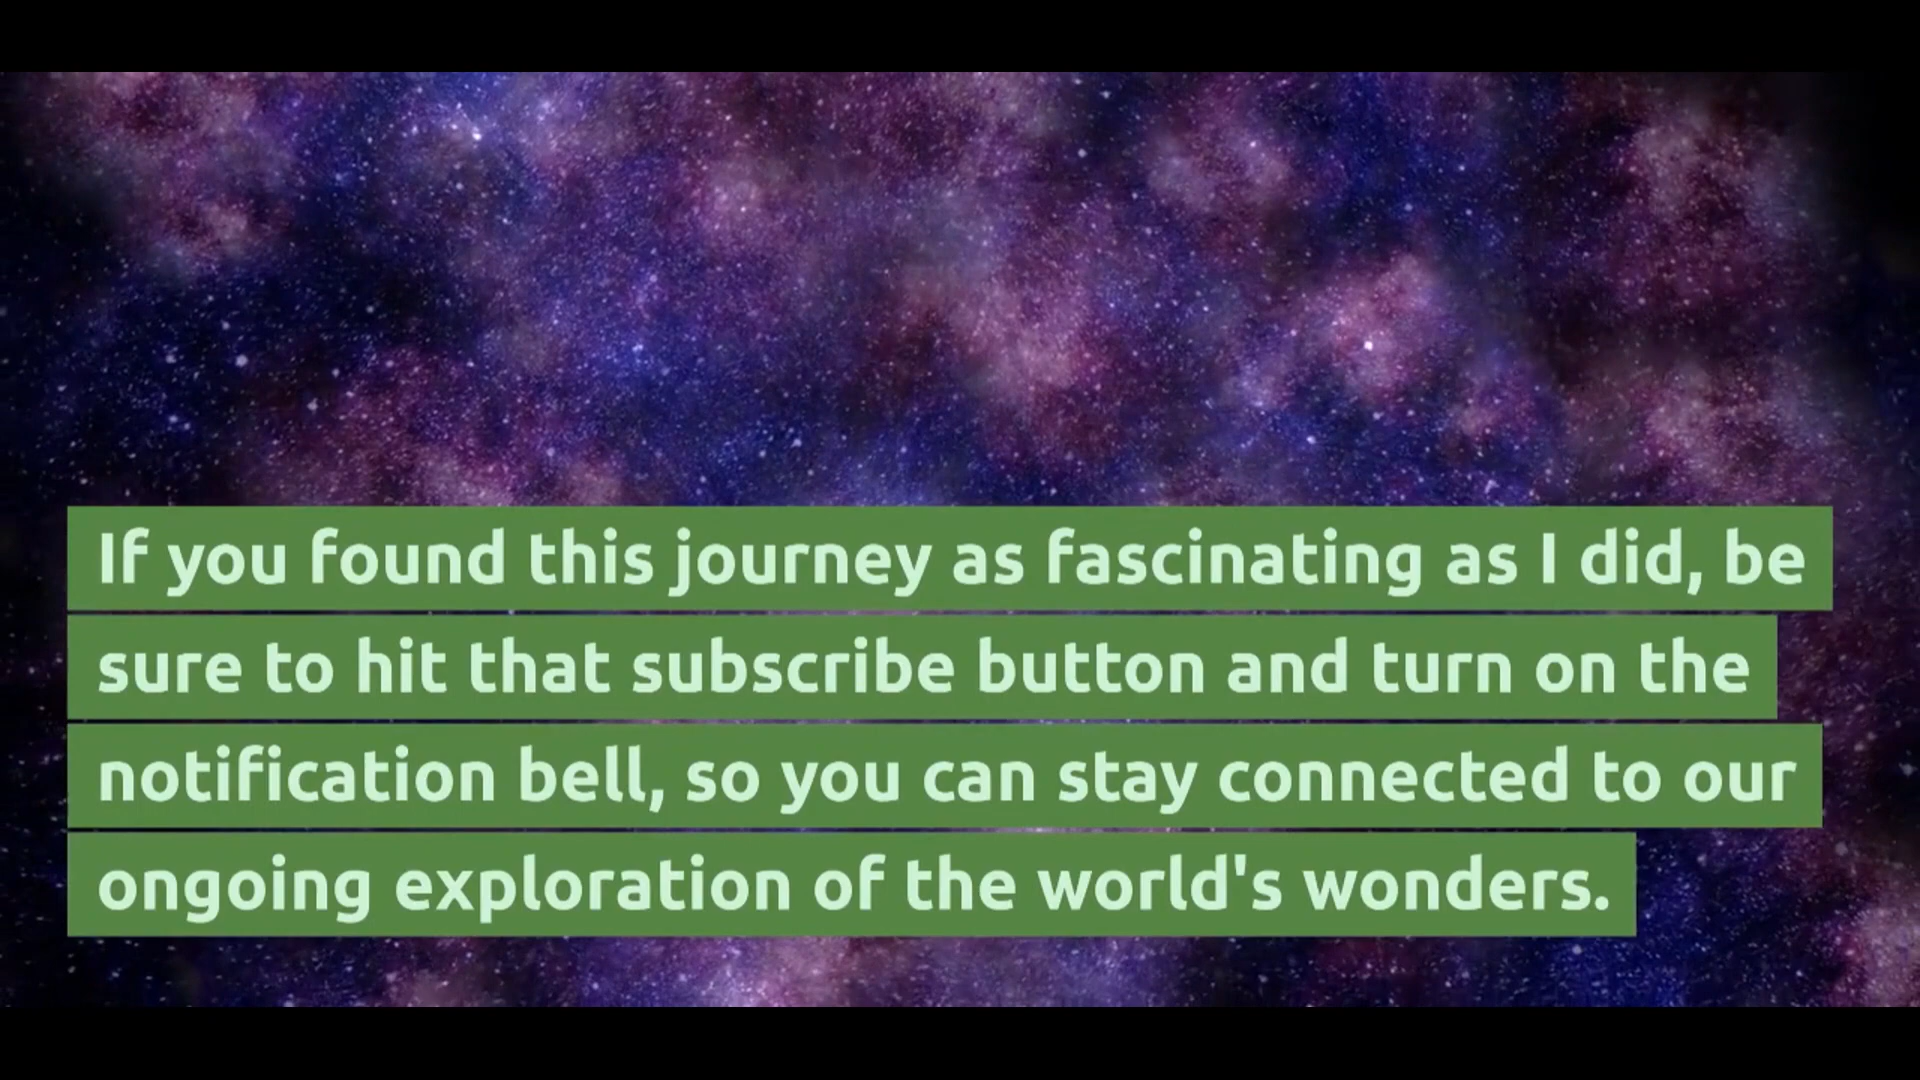 If you found this journey as fascinating as I did, be
sure to hit that subscribe button and turn on the
notification bell, so you can stay connected to our
ongoing exploration of the world's wonders.